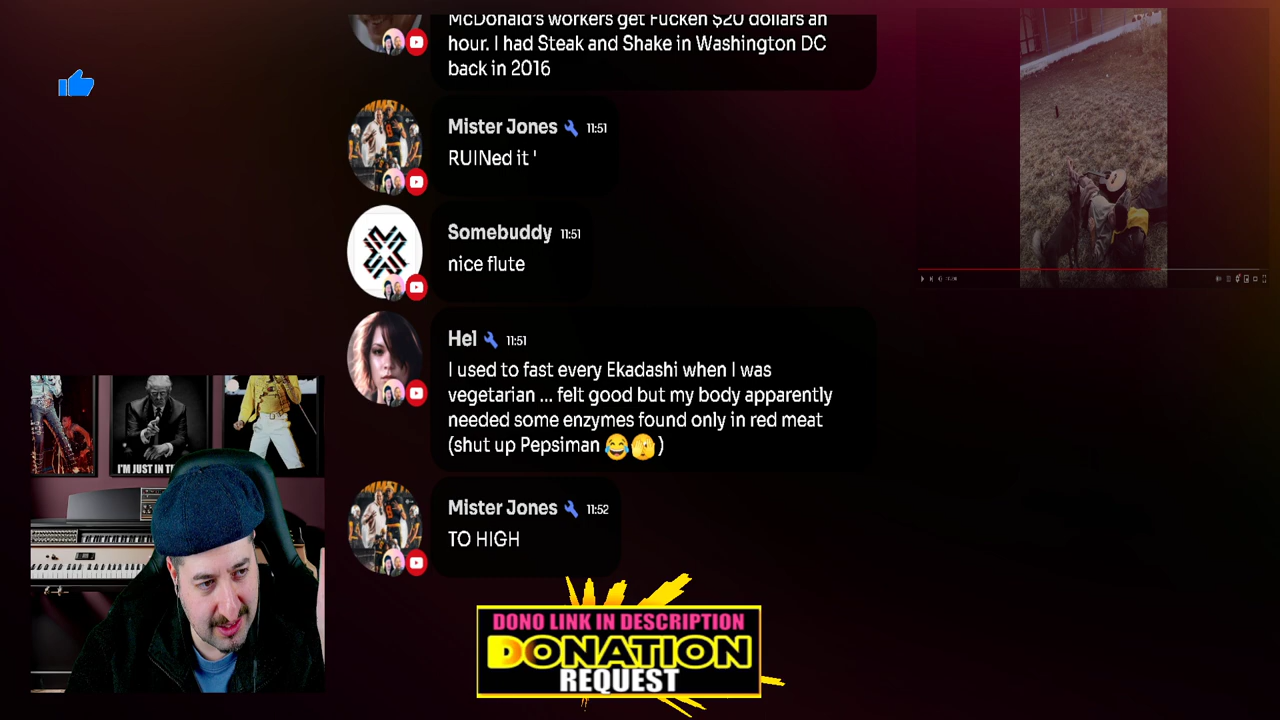 McDonald's workers get Fucken $20 dollars an
hour. I had Steak and Shake in Washington DC
back in 2016
Mister Jones 11:51
RUINed it '
Somebuddy 11:51
nice flute
Hel 11:51
I used to fast every Ekadashi when I was
vegetarian ... felt good but my body apparently
needed some enzymes found only in red meat
(shut up Pepsiman 😂🫣)
Mister Jones 11:52
TO HIGH
I'M JUST IN T
DONO LINK IN DESCRIPTION
DONATION
REQUEST